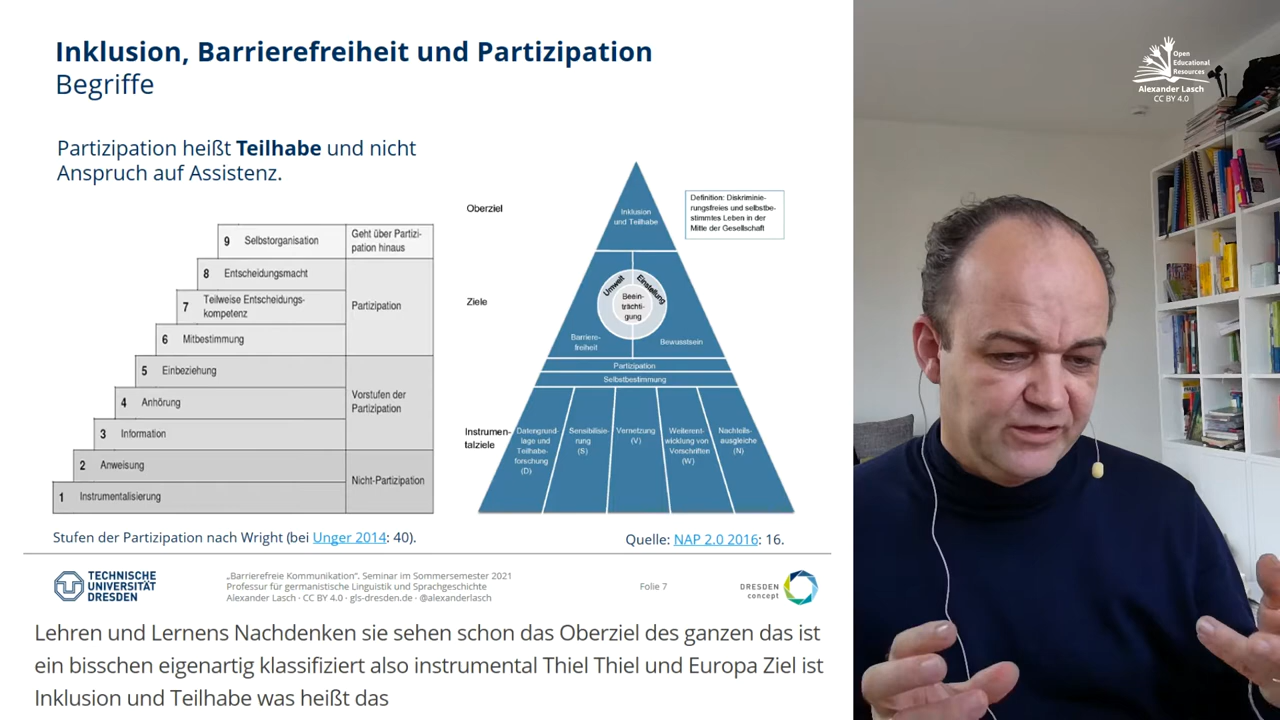 Inklusion, Barrierefreiheit und Partizipation
Begriffe
Partizipation heißt Teilhabe und nicht
Anspruch auf Assistenz.
9 Selbstorganisation
Geht über Partizi-
pation hinaus
8 Entscheidungsmacht
7 Teilweise Entscheidungs-
kompetenz
Partizipation
6 Mitbestimmung
5 Einbeziehung
4 Anhörung
Vorstufen der
Partizipation
3 Information
2 Anweisung
1 Instrumentalisierung
Nicht-Partizipation
Stufen der Partizipation nach Wright (bei Unger 2014: 40).
Oberziel
Inklusion
und Teilhabe
Definition: Diskriminie-
rungsfreies und selbstbe-
stimmtes Leben in der
Mitte der Gesellschaft
Ziele
Umwelt
Einstellung
Beein-
trächti-
gung
Barriere-
freiheit
Bewusstsein
Partizipation
Selbstbestimmung
Instrumen-
talziele
Datengrund-
lage und
Teilhabe-
forschung
(D)
Sensibilisie-
rung
(S)
Vernetzung
(V)
Weiterent-
wicklung von
Vorschriften
(W)
Nachteils-
ausgleiche
(N)
Quelle: NAP 2.0 2016: 16.
TECHNISCHE
UNIVERSITÄT
DRESDEN
„Barrierefreie Kommunikation“, Seminar im Sommersemester 2021
Professur für germanistische Linguistik und Sprachgeschichte
Alexander Lasch · CC BY 4.0 · gls-dresden.de · @alexanderlasch
Folie 7
DRESDEN
concept
Open
Educational
Resources
Alexander Lasch
CC BY 4.0
Lehren und Lernens Nachdenken sie sehen schon das Oberziel des ganzen das ist
ein bisschen eigenartig klassifiziert also instrumental Thiel Thiel und Europa Ziel ist
Inklusion und Teilhabe was heißt das